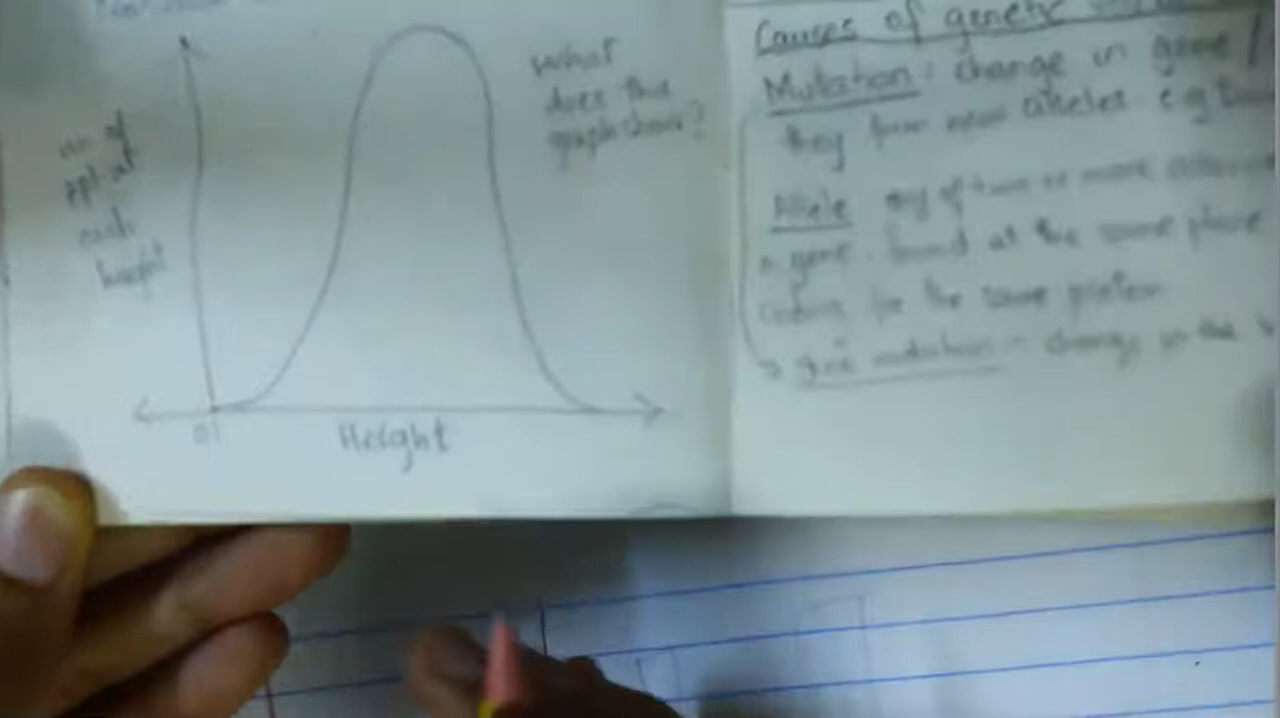 no of
ppl at
each
height
what
does this
graph show?
0
Height
Causes of genetic
Mutation: change in gene /
they form new alleles e.g
Allele any of two or more
a gene. found at the same place
coding for the same protein
→ gene mutation - change in the